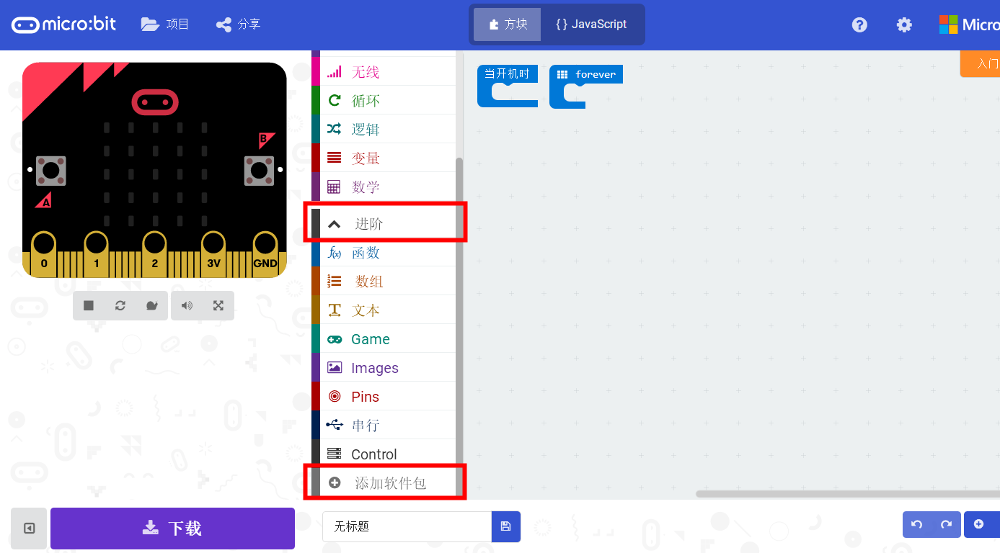 micro:bit
项目
分享
方块
{ } JavaScript
?
Micro
入门
无线
循环
逻辑
变量
数学
进阶
f(x) 函数
数组
文本
Game
Images
Pins
串行
Control
添加软件包
当开机时
forever
B
A
0 1 2 3V GND
下载
无标题